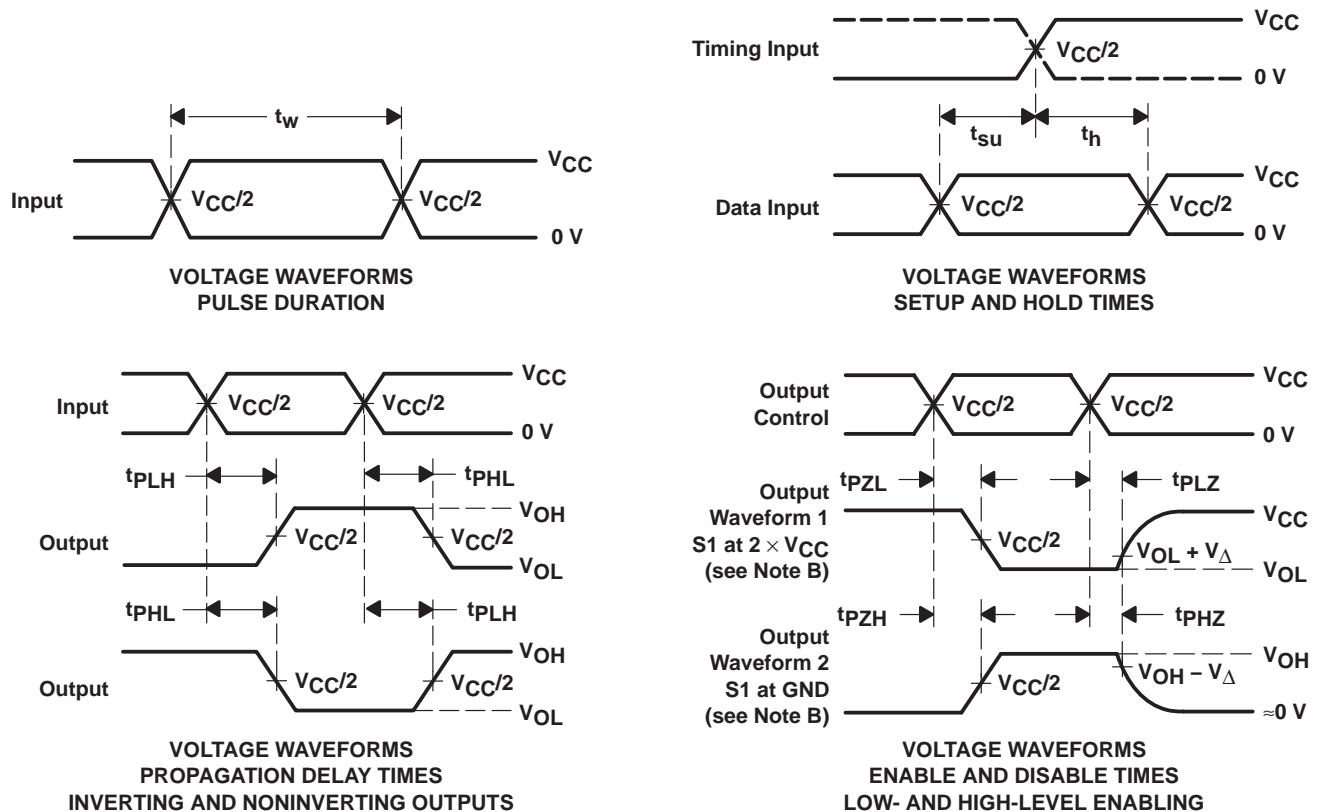 tw
Input
VCC/2
VCC/2
VCC
0 V
VOLTAGE WAVEFORMS
PULSE DURATION
Timing Input
VCC
VCC/2
0 V
tsu
th
Data Input
VCC/2
VCC/2
VCC
0 V
VOLTAGE WAVEFORMS
SETUP AND HOLD TIMES
Input
VCC/2
VCC/2
VCC
0 V
tPLH
tPHL
Output
VCC/2
VCC/2
VOH
VOL
tPHL
tPLH
Output
VCC/2
VCC/2
VOH
VOL
VOLTAGE WAVEFORMS
PROPAGATION DELAY TIMES
INVERTING AND NONINVERTING OUTPUTS
Output
Control
VCC/2
VCC/2
VCC
0 V
tPZL
tPLZ
Output
Waveform 1
S1 at 2 × VCC
(see Note B)
VCC/2
VOL + VΔ
VCC
VOL
tPZH
tPHZ
Output
Waveform 2
S1 at GND
(see Note B)
VCC/2
VOH − VΔ
VOH
≈0 V
VOLTAGE WAVEFORMS
ENABLE AND DISABLE TIMES
LOW- AND HIGH-LEVEL ENABLING